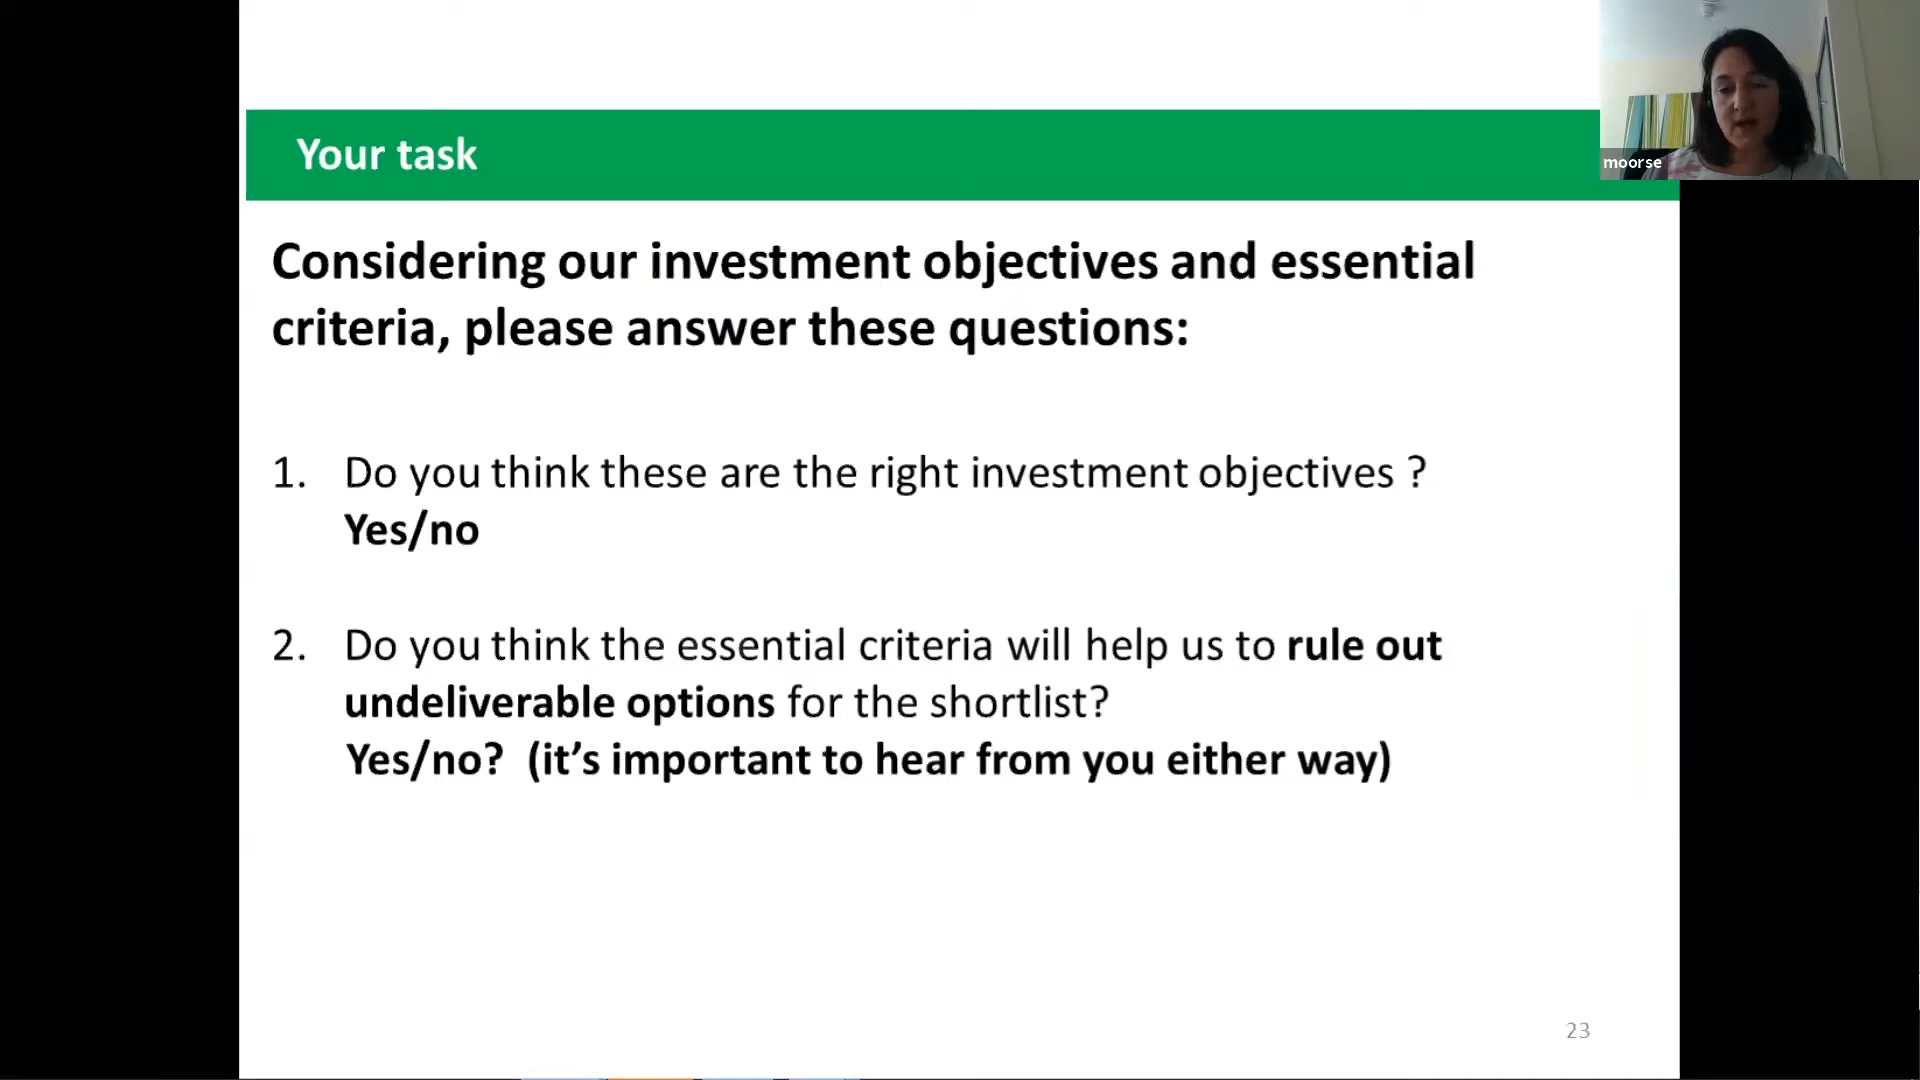 Your task
moorse
Considering our investment objectives and essential
criteria, please answer these questions:
1. Do you think these are the right investment objectives ?
Yes/no
2. Do you think the essential criteria will help us to rule out
undeliverable options for the shortlist?
Yes/no? (it’s important to hear from you either way)
23